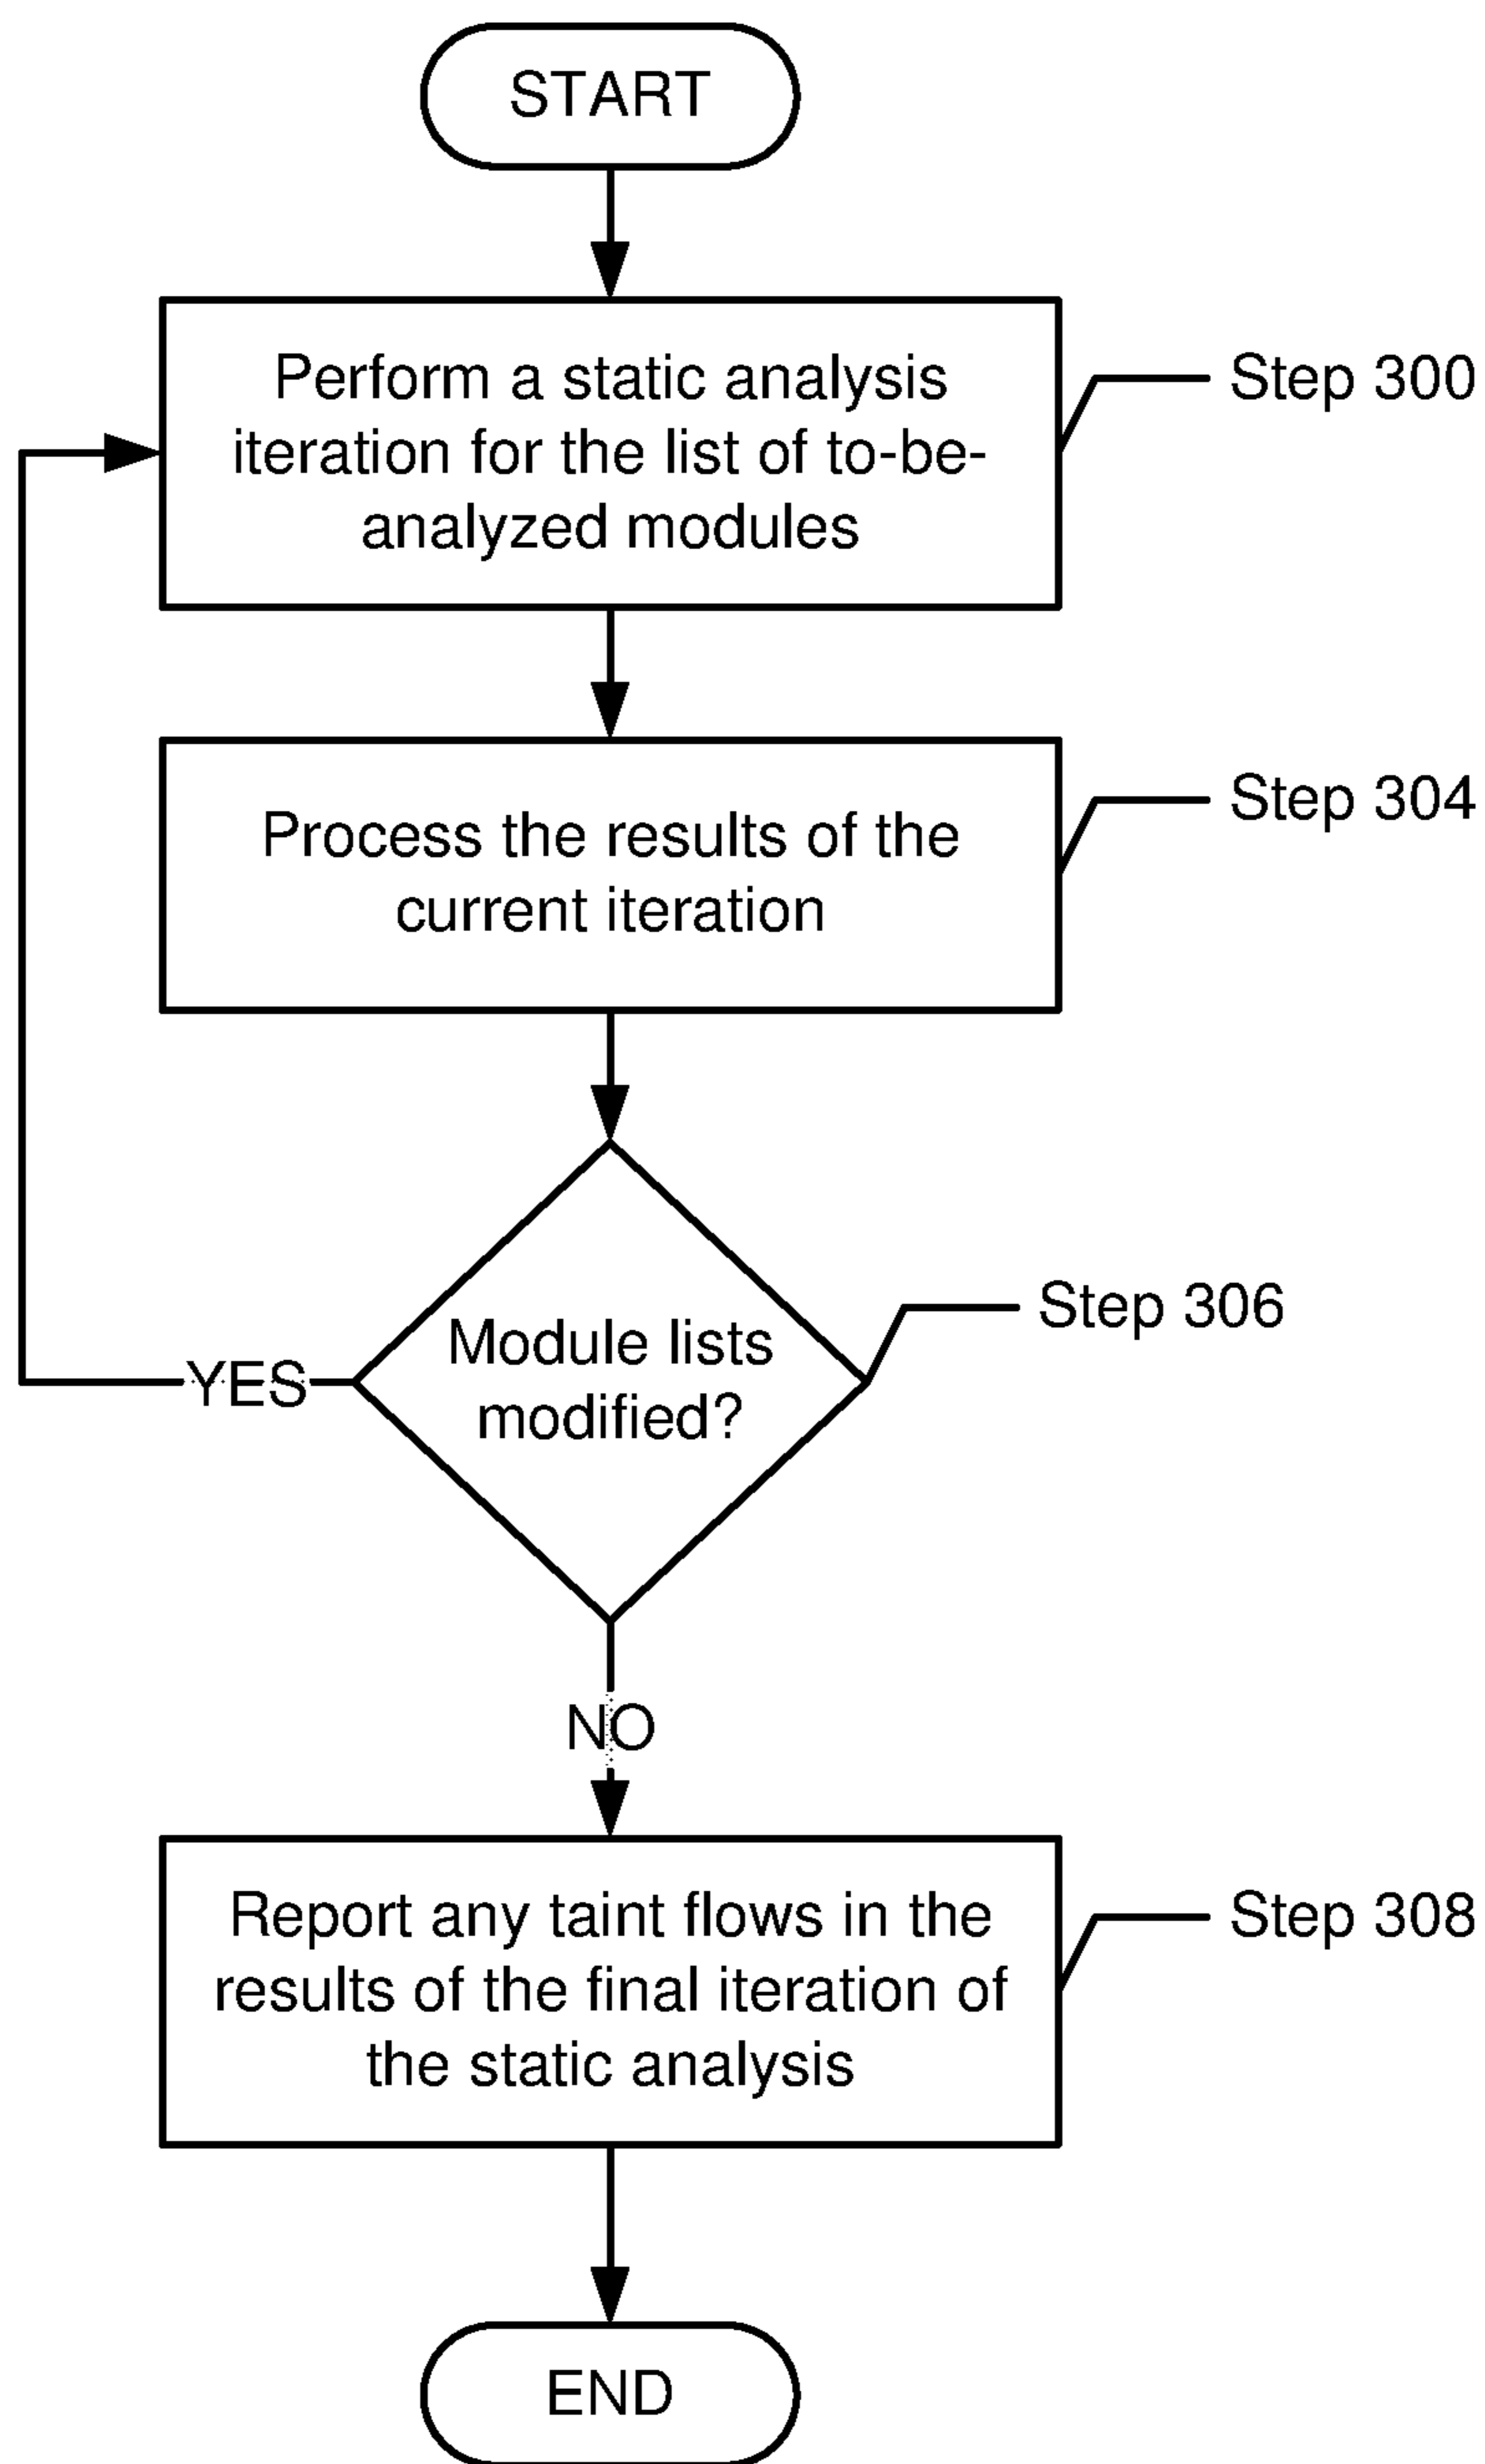 START
Perform a static analysis
iteration for the list of to-be-
analyzed modules
Step 300
Process the results of the
current iteration
Step 304
Module lists
modified?
Step 306
YES
NO
Report any taint flows in the
results of the final iteration of
the static analysis
Step 308
END